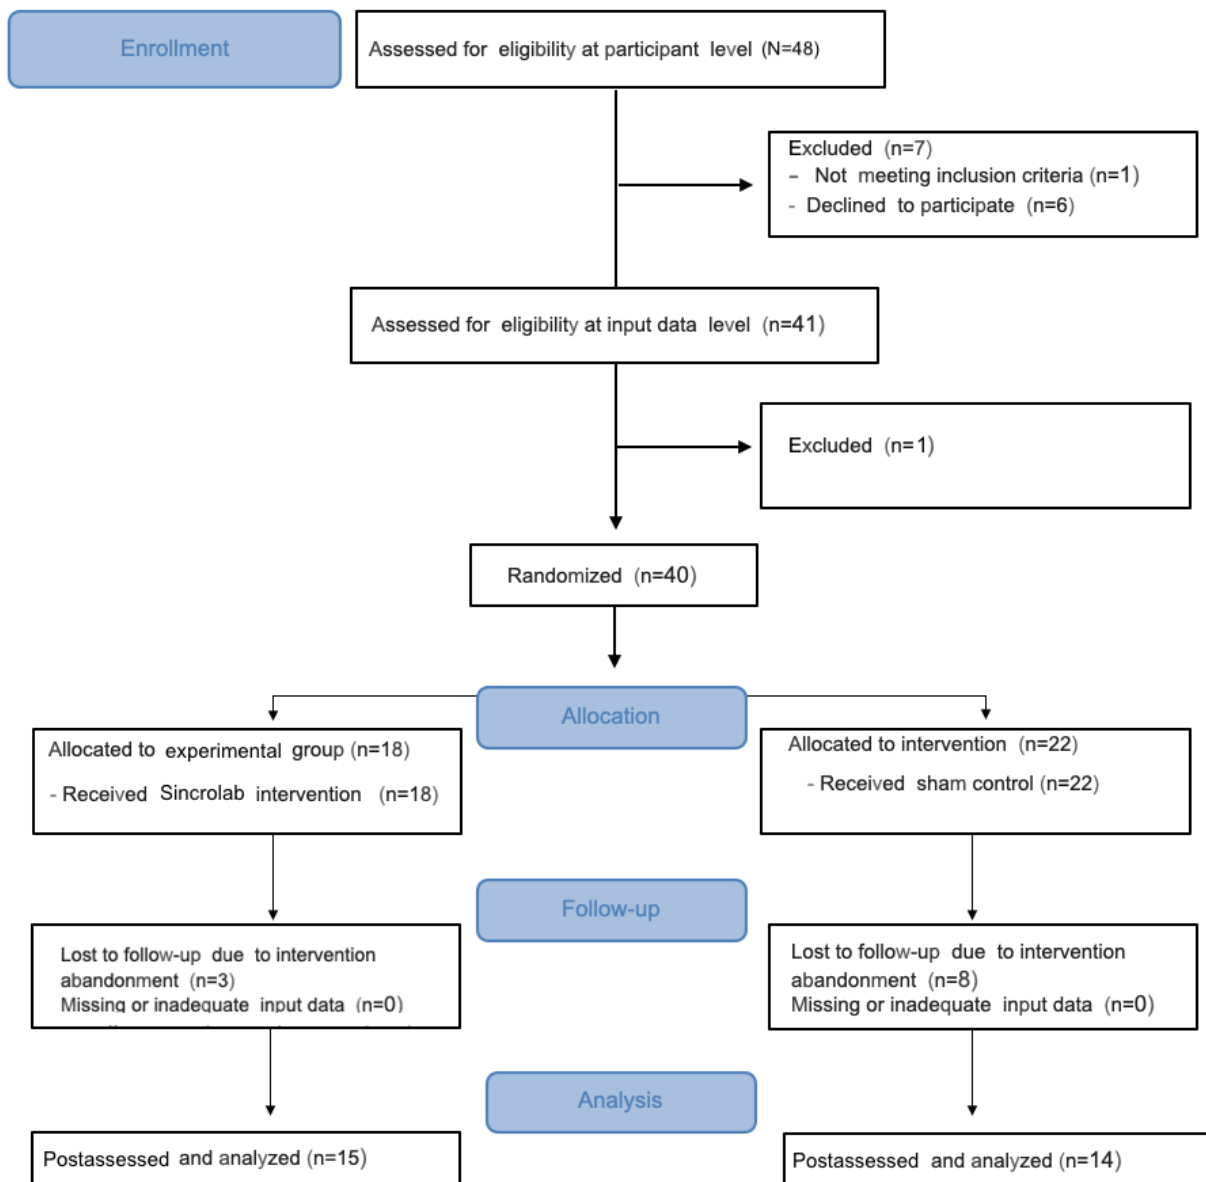 Enrollment
Assessed for eligibility at participant level (N=48)
Excluded (n=7)
- Not meeting inclusion criteria (n=1)
- Declined to participate (n=6)
Assessed for eligibility at input data level (n=41)
Excluded (n=1)
Randomized (n=40)
Allocation
Allocated to experimental group (n=18)
- Received Sincrolab intervention (n=18)
Allocated to intervention (n=22)
- Received sham control (n=22)
Follow-up
Lost to follow-up due to intervention
abandonment (n=3)
Missing or inadequate input data (n=0)
Lost to follow-up due to intervention
abandonment (n=8)
Missing or inadequate input data (n=0)
Analysis
Postassessed and analyzed (n=15)
Postassessed and analyzed (n=14)